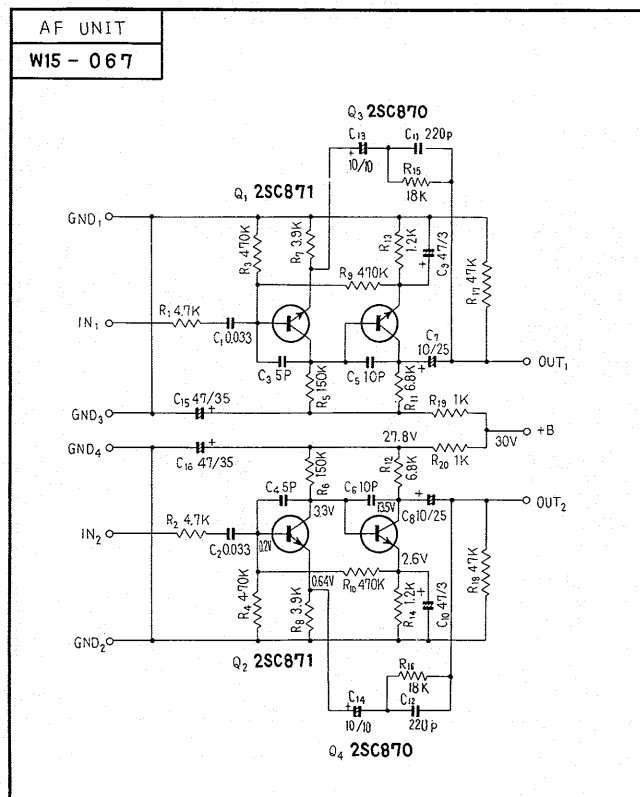 AF UNIT
W15-067
Q3 2SC870
C13
10/10
C11 220p
R15
18K
Q1 2SC871
GND1
R3 470K
R7 3.9K
R13 1.2K
C9 47/3
R9 470K
R17 47K
IN1
R1 4.7K
C1 0.033
C3 5P
R5 150K
C5 10P
R11 6.8K
C7
10/25
OUT1
GND3
C15 47/35
R19 1K
+B
30V
GND4
C16 47/35
27.8V
R20 1K
R6 150K
R12 6.8K
C4 5P
C6 10P
3.3V
13.5V
C8 10/25
OUT2
IN2
R2 4.7K
C2 0.033
0.2V
2.6V
R10 470K
0.64V
R4 470K
R8 3.9K
R14 1.2K
C10 47/3
R18 47K
GND2
Q2 2SC871
R16
18K
C14
10/10
C12
220p
Q4 2SC870